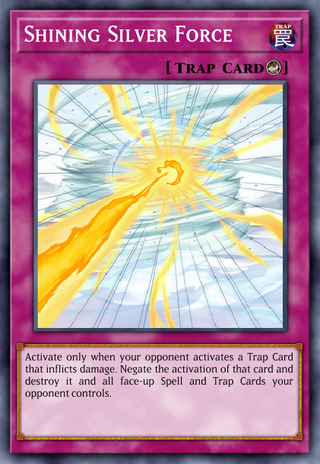 Shining Silver Force
TRAP
罠
[ Trap Card ]
Activate only when your opponent activates a Trap Card
that inflicts damage. Negate the activation of that card and
destroy it and all face-up Spell and Trap Cards your
opponent controls.